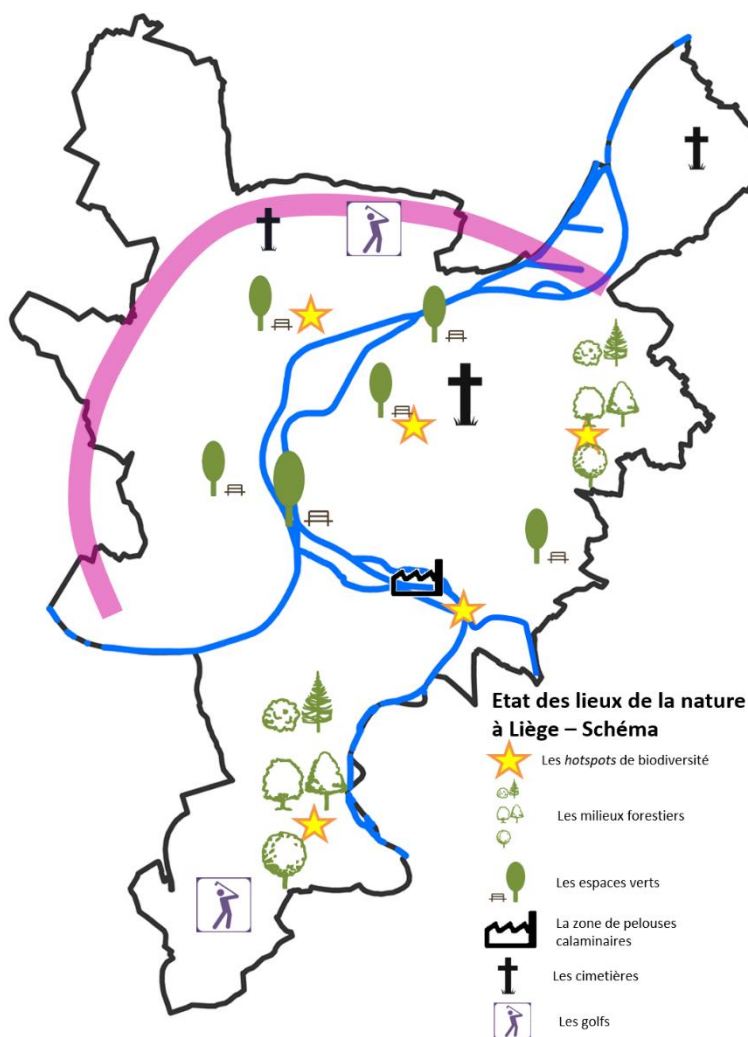 Etat des lieux de la nature
à Liège – Schéma
Les hotspots de biodiversité
Les milieux forestiers
Les espaces verts
La zone de pelouses
calaminaires
Les cimetières
Les golfs